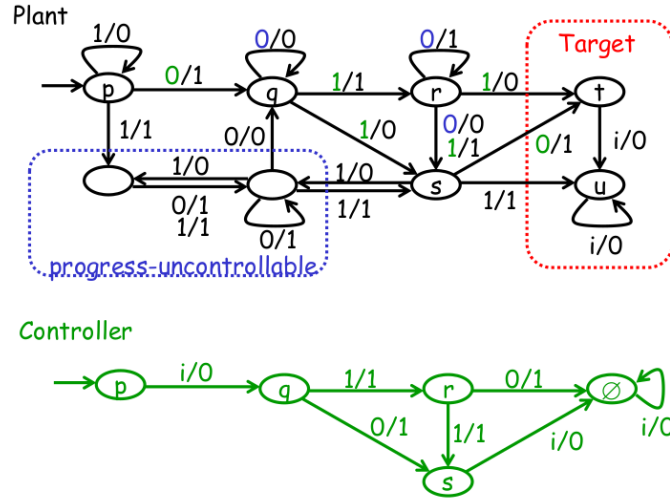 Plant
Target
1/0
0/0
0/1
p
0/1
q
1/1
r
1/0
t
1/1
0/0
1/0
0/0
1/1
0/1
i/0
1/0
1/0
s
1/1
u
0/1
1/1
0/1
1/1
i/0
progress-uncontrollable
Controller
p
i/0
q
1/1
r
0/1
∅
0/1
1/1
i/0
i/0
s